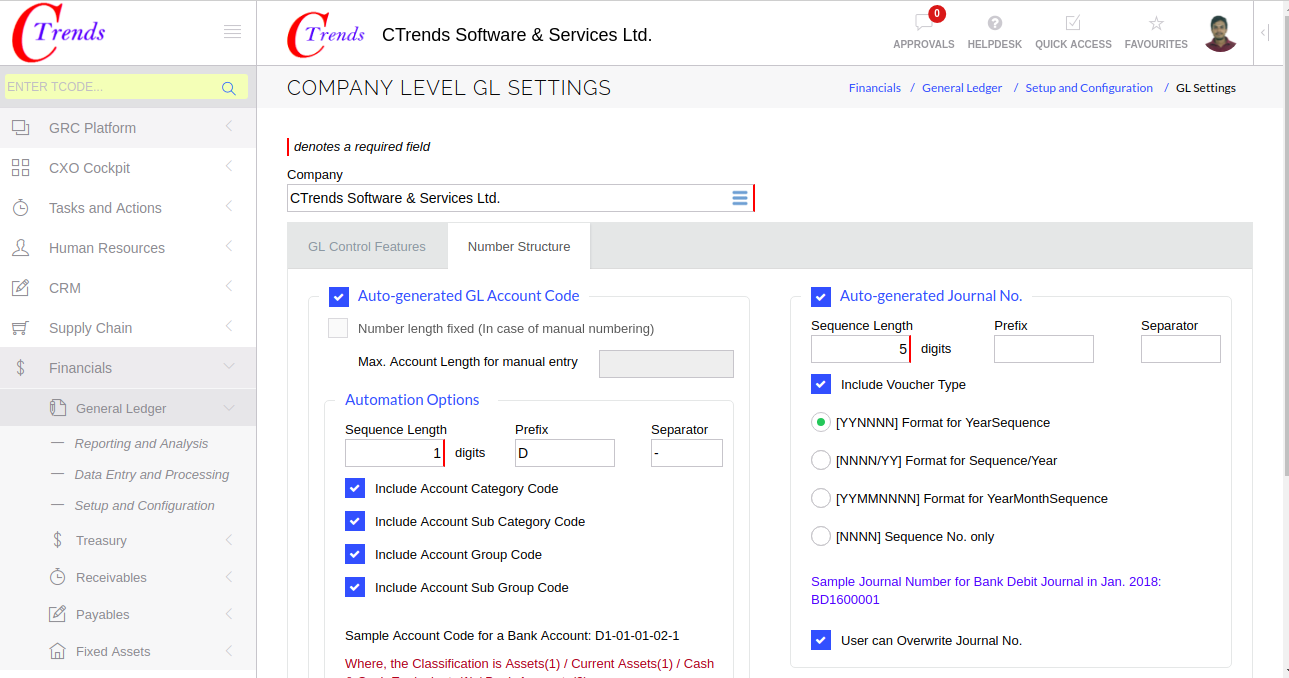 CTrends
CTrends CTrends Software & Services Ltd.
0
APPROVALS HELPDESK QUICK ACCESS FAVOURITES
ENTER TCODE...
GRC Platform
CXO Cockpit
Tasks and Actions
Human Resources
CRM
Supply Chain
Financials
General Ledger
Reporting and Analysis
Data Entry and Processing
Setup and Configuration
Treasury
Receivables
Payables
Fixed Assets
COMPANY LEVEL GL SETTINGS
Financials / General Ledger / Setup and Configuration / GL Settings
denotes a required field
Company
CTrends Software & Services Ltd.
GL Control Features Number Structure
Auto-generated GL Account Code
Number length fixed (In case of manual numbering)
Max. Account Length for manual entry
Automation Options
Sequence Length Prefix Separator
1 digits D -
Include Account Category Code
Include Account Sub Category Code
Include Account Group Code
Include Account Sub Group Code
Sample Account Code for a Bank Account: D1-01-01-02-1
Where, the Classification is Assets(1) / Current Assets(1) / Cash
Auto-generated Journal No.
Sequence Length Prefix Separator
5 digits
Include Voucher Type
[YYNNNN] Format for YearSequence
[NNNN/YY] Format for Sequence/Year
[YYMMNNNN] Format for YearMonthSequence
[NNNN] Sequence No. only
Sample Journal Number for Bank Debit Journal in Jan. 2018:
BD1600001
User can Overwrite Journal No.